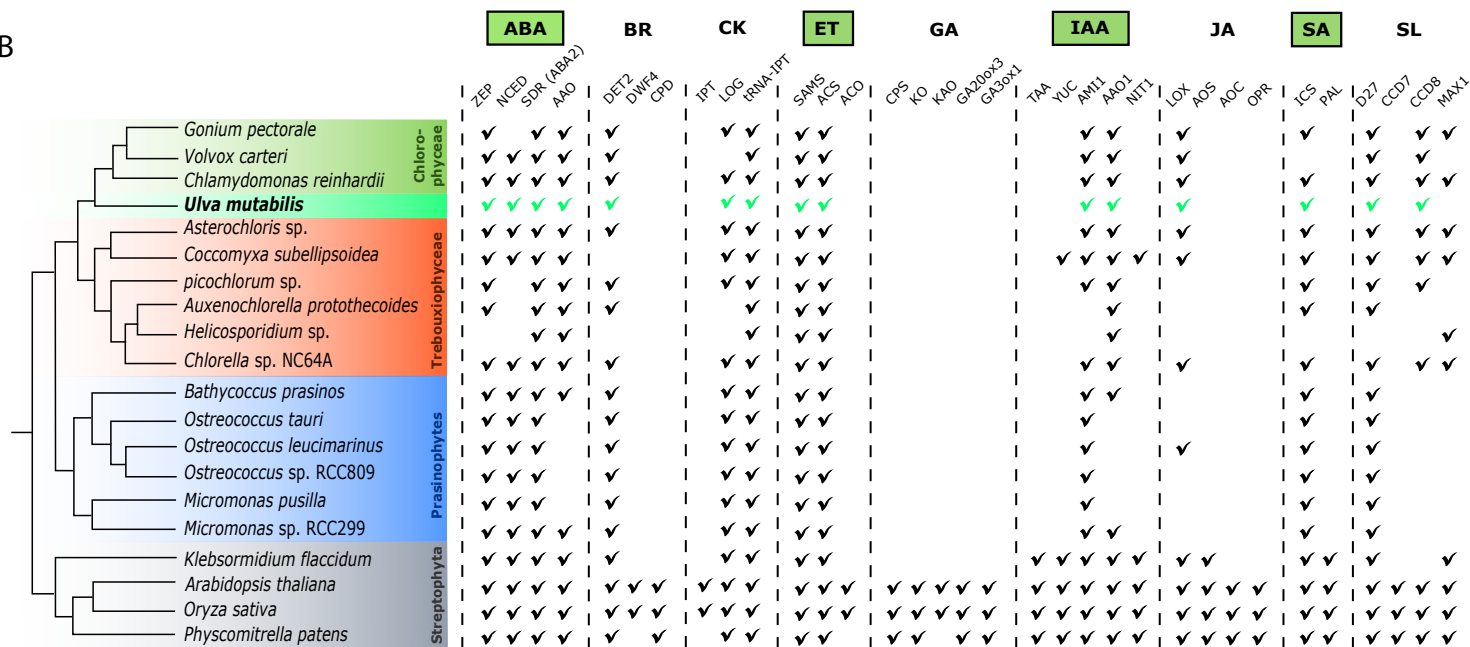 B
ABA BR CK ET GA IAA JA SA SL
ZEP NCED SDR (ABA2) AAO DET2 DWF4 CPD IPT LOG tRNA-IPT SAMS ACS ACO CPS KO KAO GA20ox3 GA3ox1 TAA YUC AMI1 AAO1 NIT1 LOX AOS AOC OPR ICS PAL D27 CCD7 CCD8 MAX1
Chloro-
phyceae
Gonium pectorale
Volvox carteri
Chlamydomonas reinhardii
Ulva mutabilis
Trebouxiophyceae
Asterochloris sp.
Coccomyxa subellipsoidea
picochlorum sp.
Auxenochlorella protothecoides
Helicosporidium sp.
Chlorella sp. NC64A
Prasinophytes
Bathycoccus prasinos
Ostreococcus tauri
Ostreococcus leucimarinus
Ostreococcus sp. RCC809
Micromonas pusilla
Micromonas sp. RCC299
Streptophyta
Klebsormidium flaccidum
Arabidopsis thaliana
Oryza sativa
Physcomitrella patens